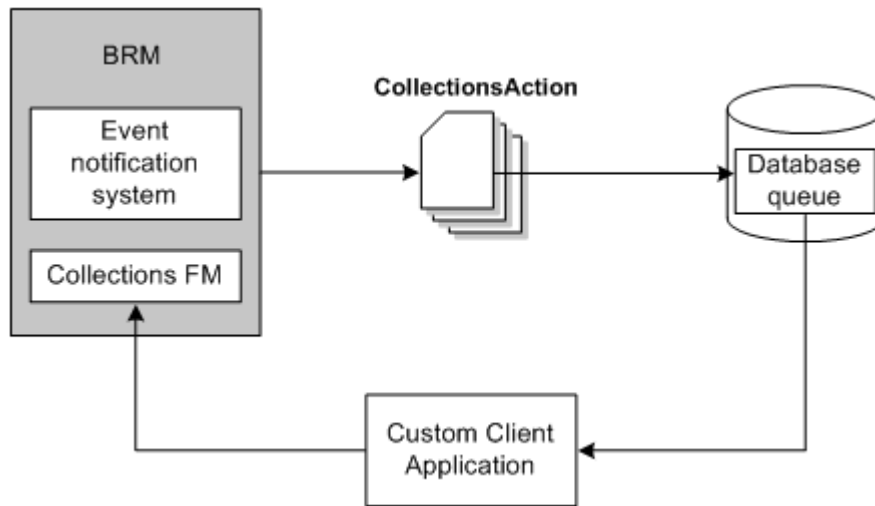 BRM
Event
notification
system
Collections FM
CollectionsAction
Database
queue
Custom Client
Application